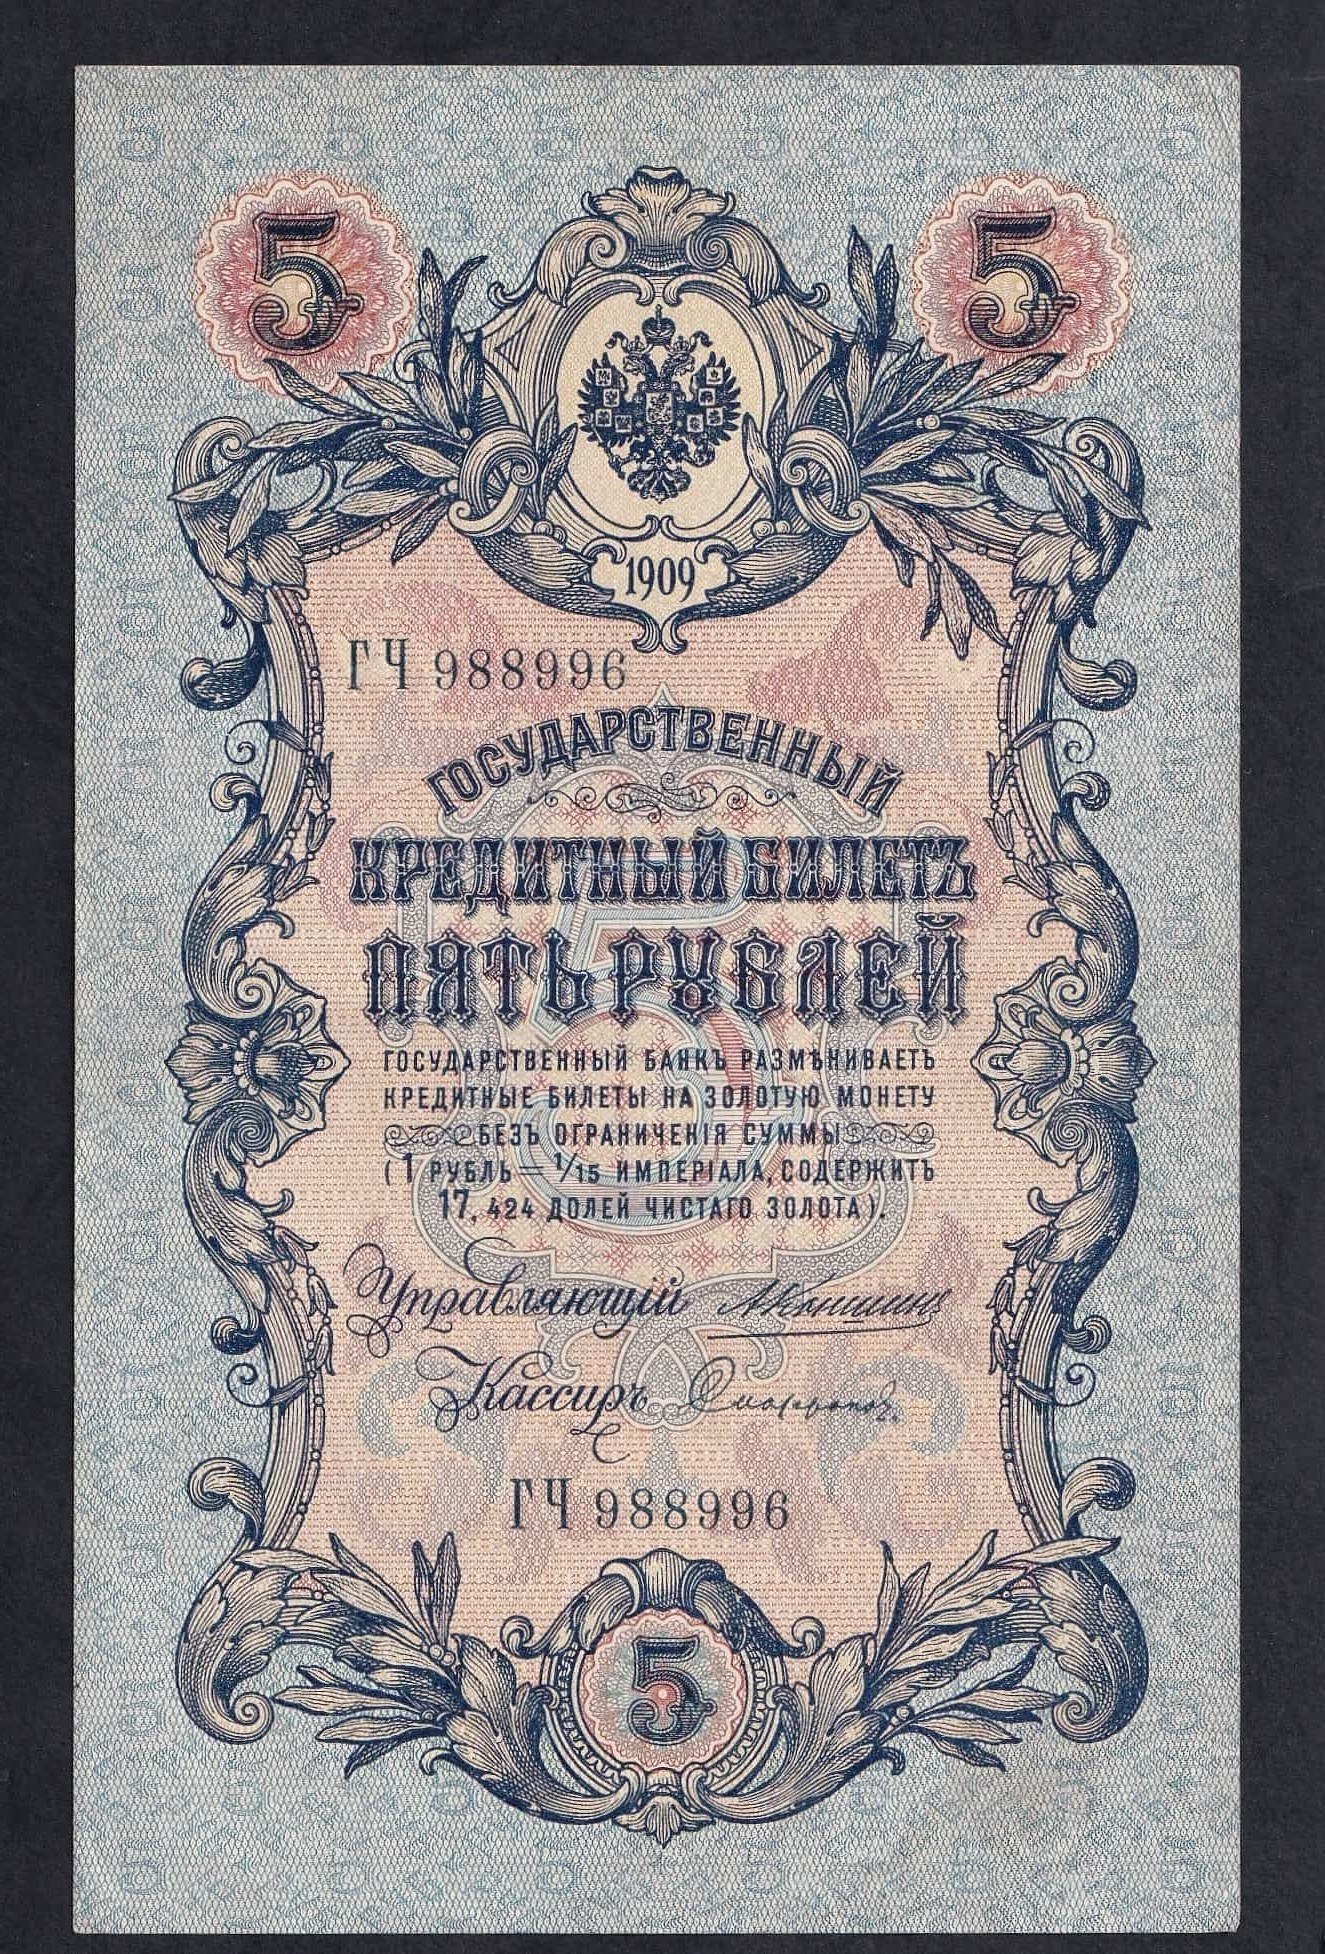 5 5
1909
ГЧ 988996
ГОСУДАРСТВЕННЫЙ
КРЕДИТНЫЙ БИЛЕТЪ
ПЯТЬ РУБЛЕЙ
ГОСУДАРСТВЕННЫЙ БАНКЪ РАЗМѢНИВАЕТЪ
КРЕДИТНЫЕ БИЛЕТЫ НА ЗОЛОТУЮ МОНЕТУ
БЕЗЪ ОГРАНИЧЕНІЯ СУММЫ
(1 РУБЛЬ = 1/15 ИМПЕРІАЛА, СОДЕРЖИТЪ
17,424 ДОЛЕЙ ЧИСТАГО ЗОЛОТА).
Управляющій АКоншинъ
Кассиръ
ГЧ 988996
5